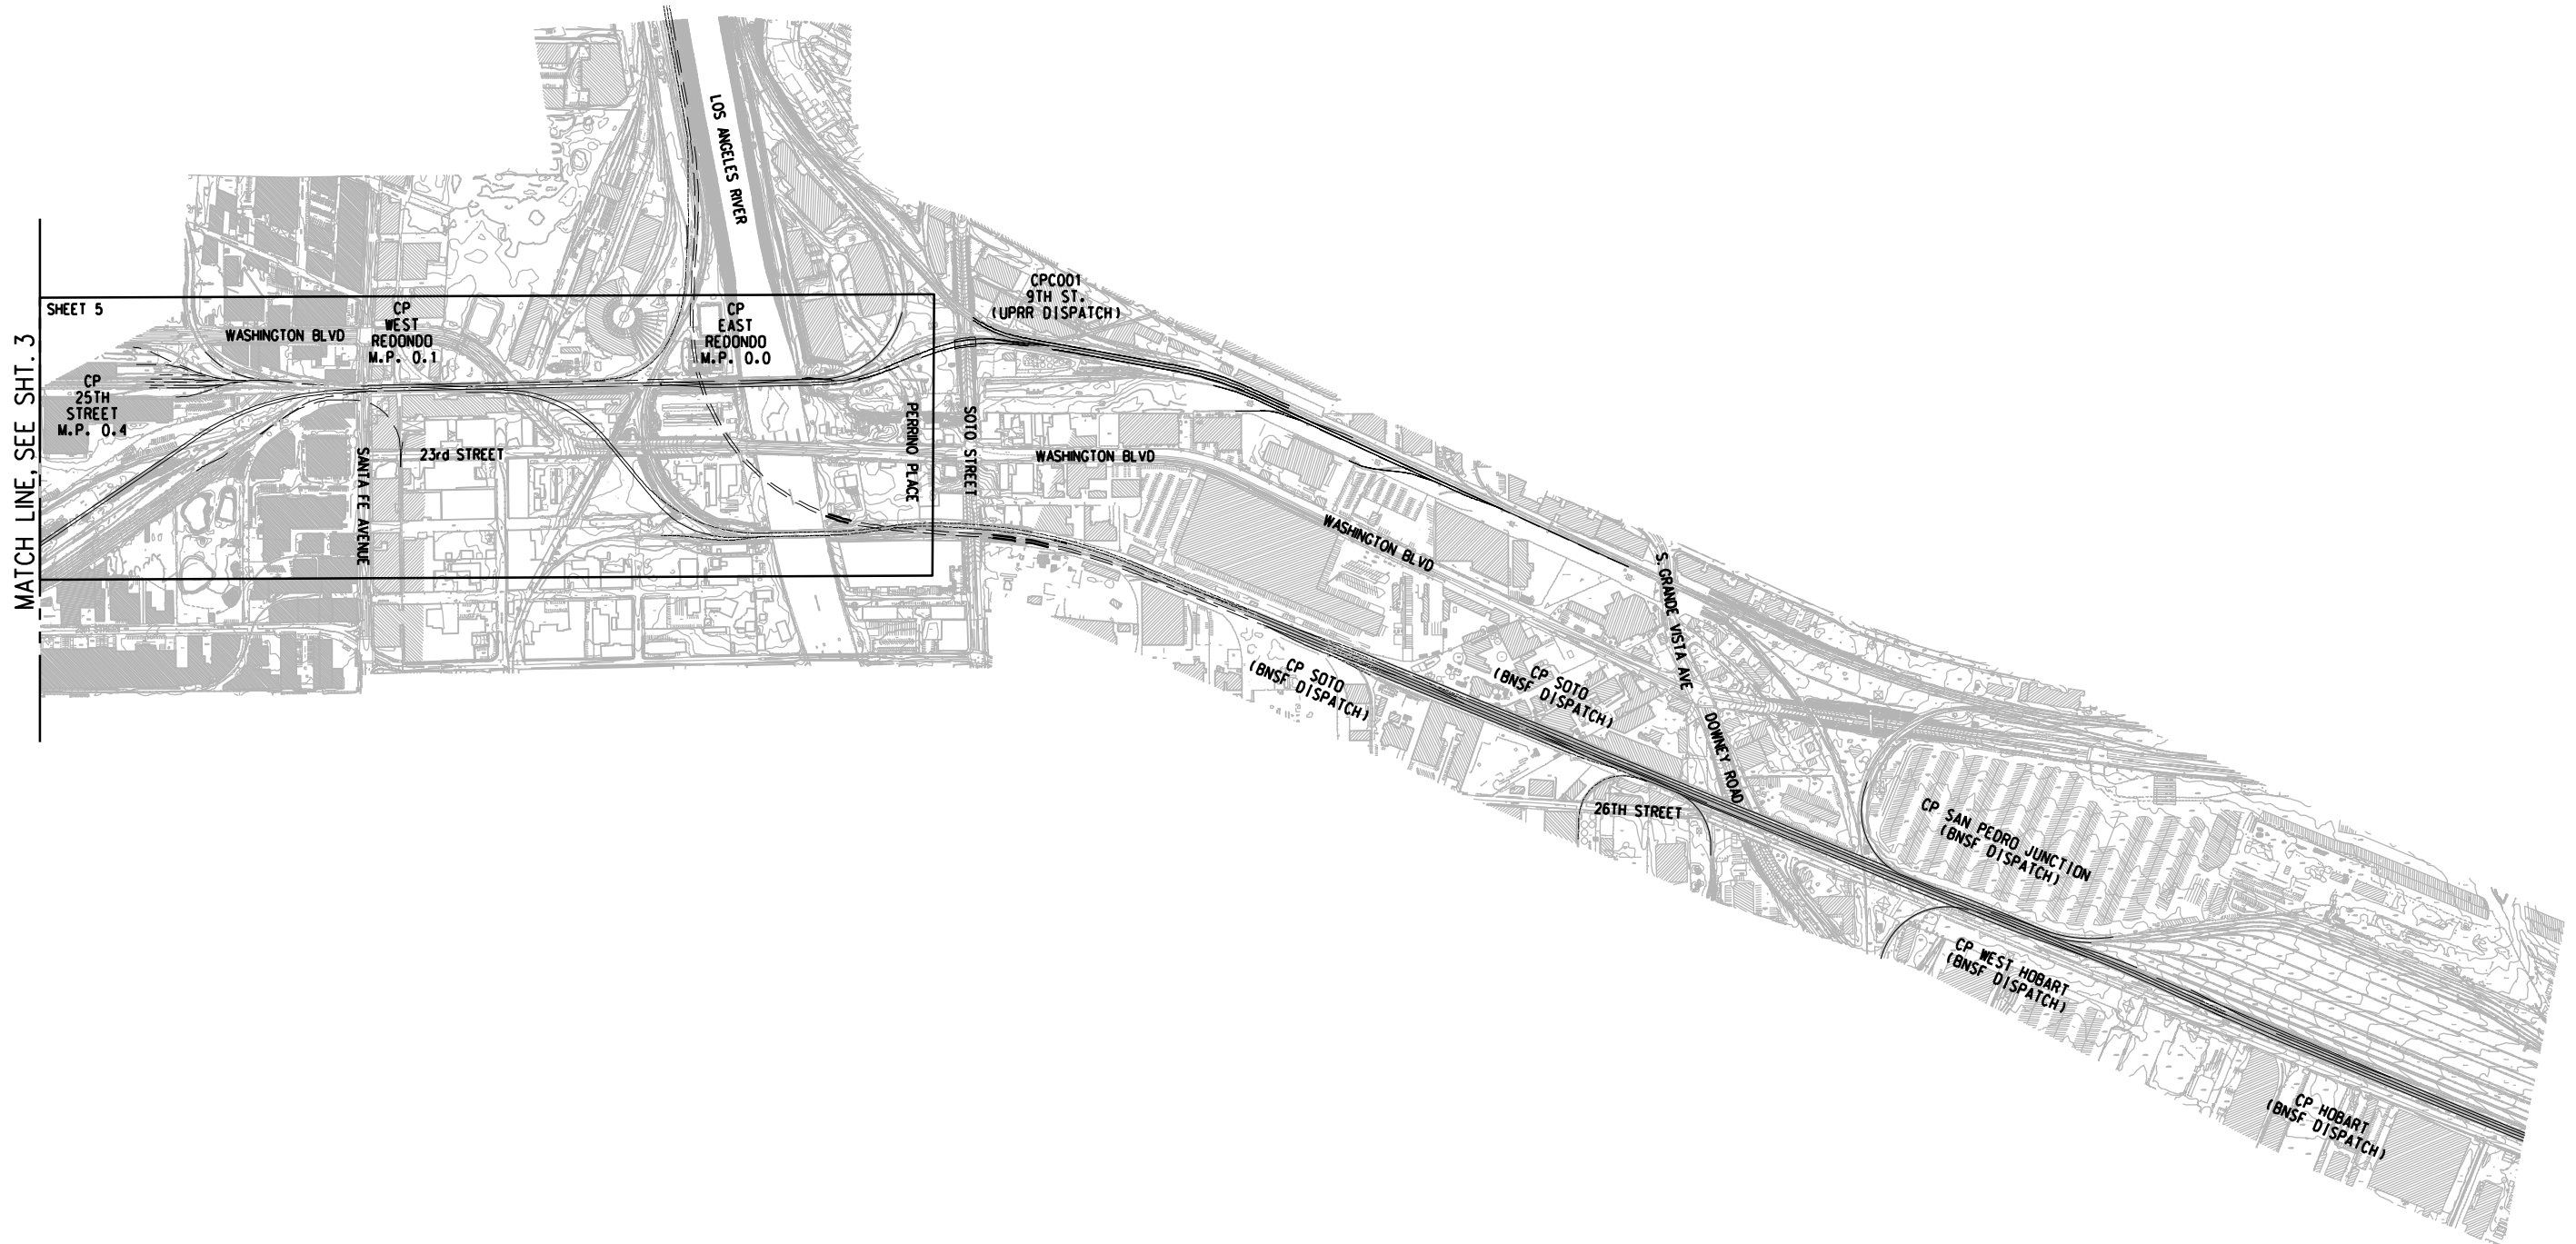 MATCH LINE, SEE SHT. 3
SHEET 5
WASHINGTON BLVD
CP
WEST
REDONDO
M.P. 0.1
CP
EAST
REDONDO
M.P. 0.0
LOS ANGELES RIVER
CPC001
9TH ST.
(UPRR DISPATCH)
CP
25TH
STREET
M.P. 0.4
SANTA FE AVENUE
23rd STREET
PERRINO PLACE
SOTO STREET
WASHINGTON BLVD
WASHINGTON BLVD
S. GRANDE VISTA AVE
CP SOTO
(BNSF DISPATCH)
CP SOTO
(BNSF DISPATCH)
DOWNEY ROAD
26TH STREET
CP SAN PEDRO JUNCTION
(BNSF DISPATCH)
CP WEST HOBART
(BNSF DISPATCH)
CP HOBART
(BNSF DISPATCH)